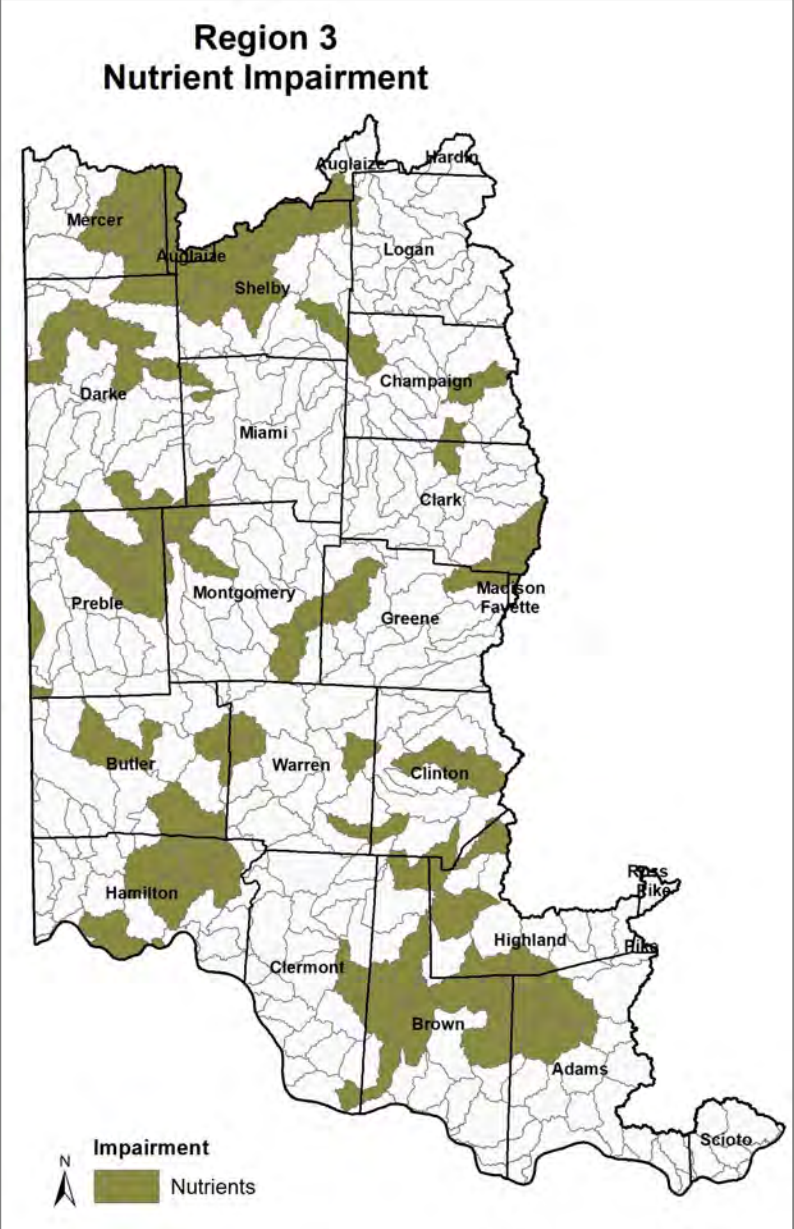 Region 3
Nutrient Impairment
Auglaize
Hardin
Mercer
Logan
Auglaize
Shelby
Champaign
Darke
Miami
Clark
Montgomery
Madison
Preble
Fayette
Greene
Butler
Warren
Clinton
Ross
Pike
Hamilton
Highland
Pike
Clermont
Brown
Adams
Scioto
Impairment
N
Nutrients